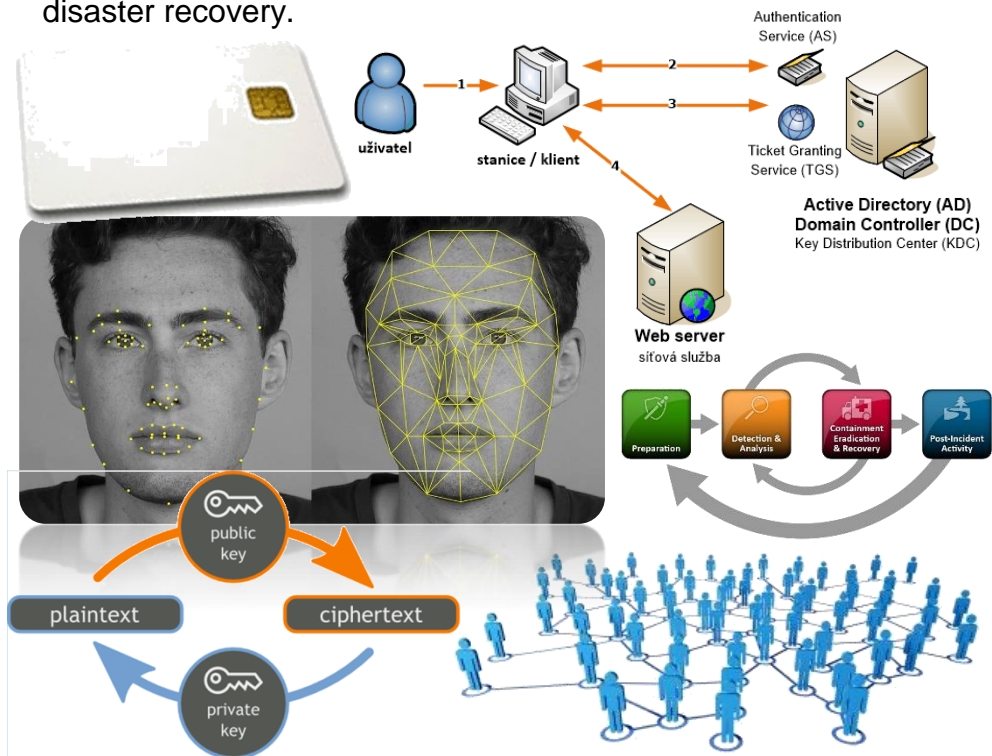 disaster recovery.
Authentication
Service (AS)
1
2
3
4
uživatel
stanice / klient
Ticket Granting
Service (TGS)
Active Directory (AD)
Domain Controller (DC)
Key Distribution Center (KDC)
Web server
síťová služba
Preparation
Detection &
Analysis
Containment
Eradication
& Recovery
Post-Incident
Activity
public
key
plaintext
ciphertext
private
key